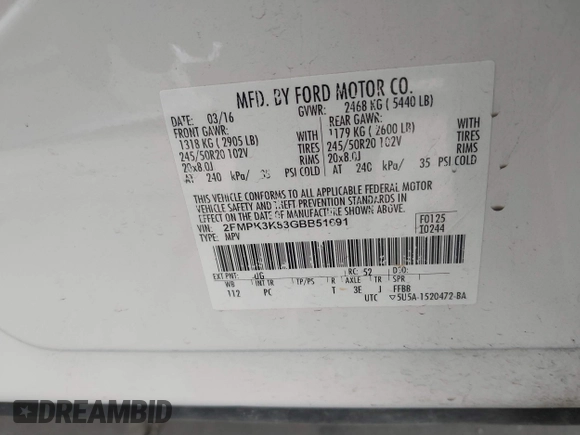 MFD. BY FORD MOTOR CO.
DATE: 03/16 GVWR: 2468 KG ( 5440 LB)
FRONT GAWR: REAR GAWR:
1318 KG ( 2905 LB) 1179 KG ( 2600 LB)
245/50R20 102V TIRES 245/50R20 102V TIRES
20x8.0J RIMS 20x8.0J RIMS
AT 240 kPa/ 35 PSI COLD AT 240 kPa/ 35 PSI COLD
THIS VEHICLE CONFORMS TO ALL APPLICABLE FEDERAL MOTOR
VEHICLE SAFETY AND THEFT PREVENTION STANDARDS IN
EFFECT ON THE DATE OF MANUFACTURE SHOWN ABOVE.
VIN: 2FMPK3K53GBB51691 F0125
TYPE: MPV I0244
EXT PNT: UG RC: 52 DSO:
WB INT TR TP/PS R AXLE TR SPR
112 PC T 3E J FFBB
UTC 5U5A-1520472-BA
DREAMBID